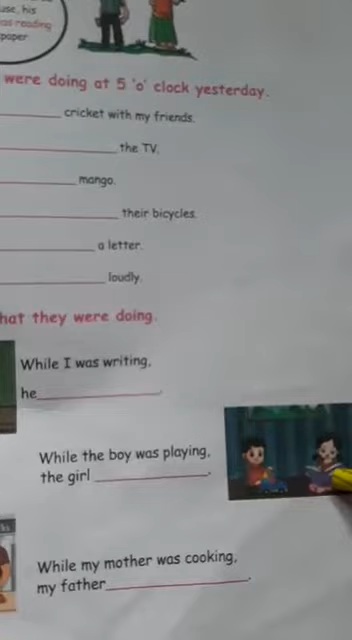 use, his
as reading
paper
were doing at 5 'o' clock yesterday.
cricket with my friends.
the TV.
mango.
their bicycles.
a letter.
loudly.
hat they were doing.
While I was writing,
he
While the boy was playing,
the girl .
While my mother was cooking,
my father .